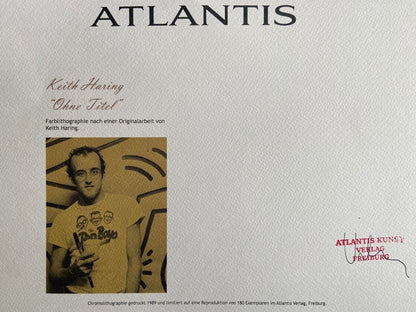 ATLANTIS
Keith Haring
"Ohne Titel"
Farblithographie nach einer Originalarbeit von
Keith Haring.
ATLANTIS KUNST
VERLAG
FREIBURG
Chromolithographie gedruckt 1989 und limitiert auf eine Reproduktion von 180 Exemplaren im Atlantis Verlag, Freiburg.